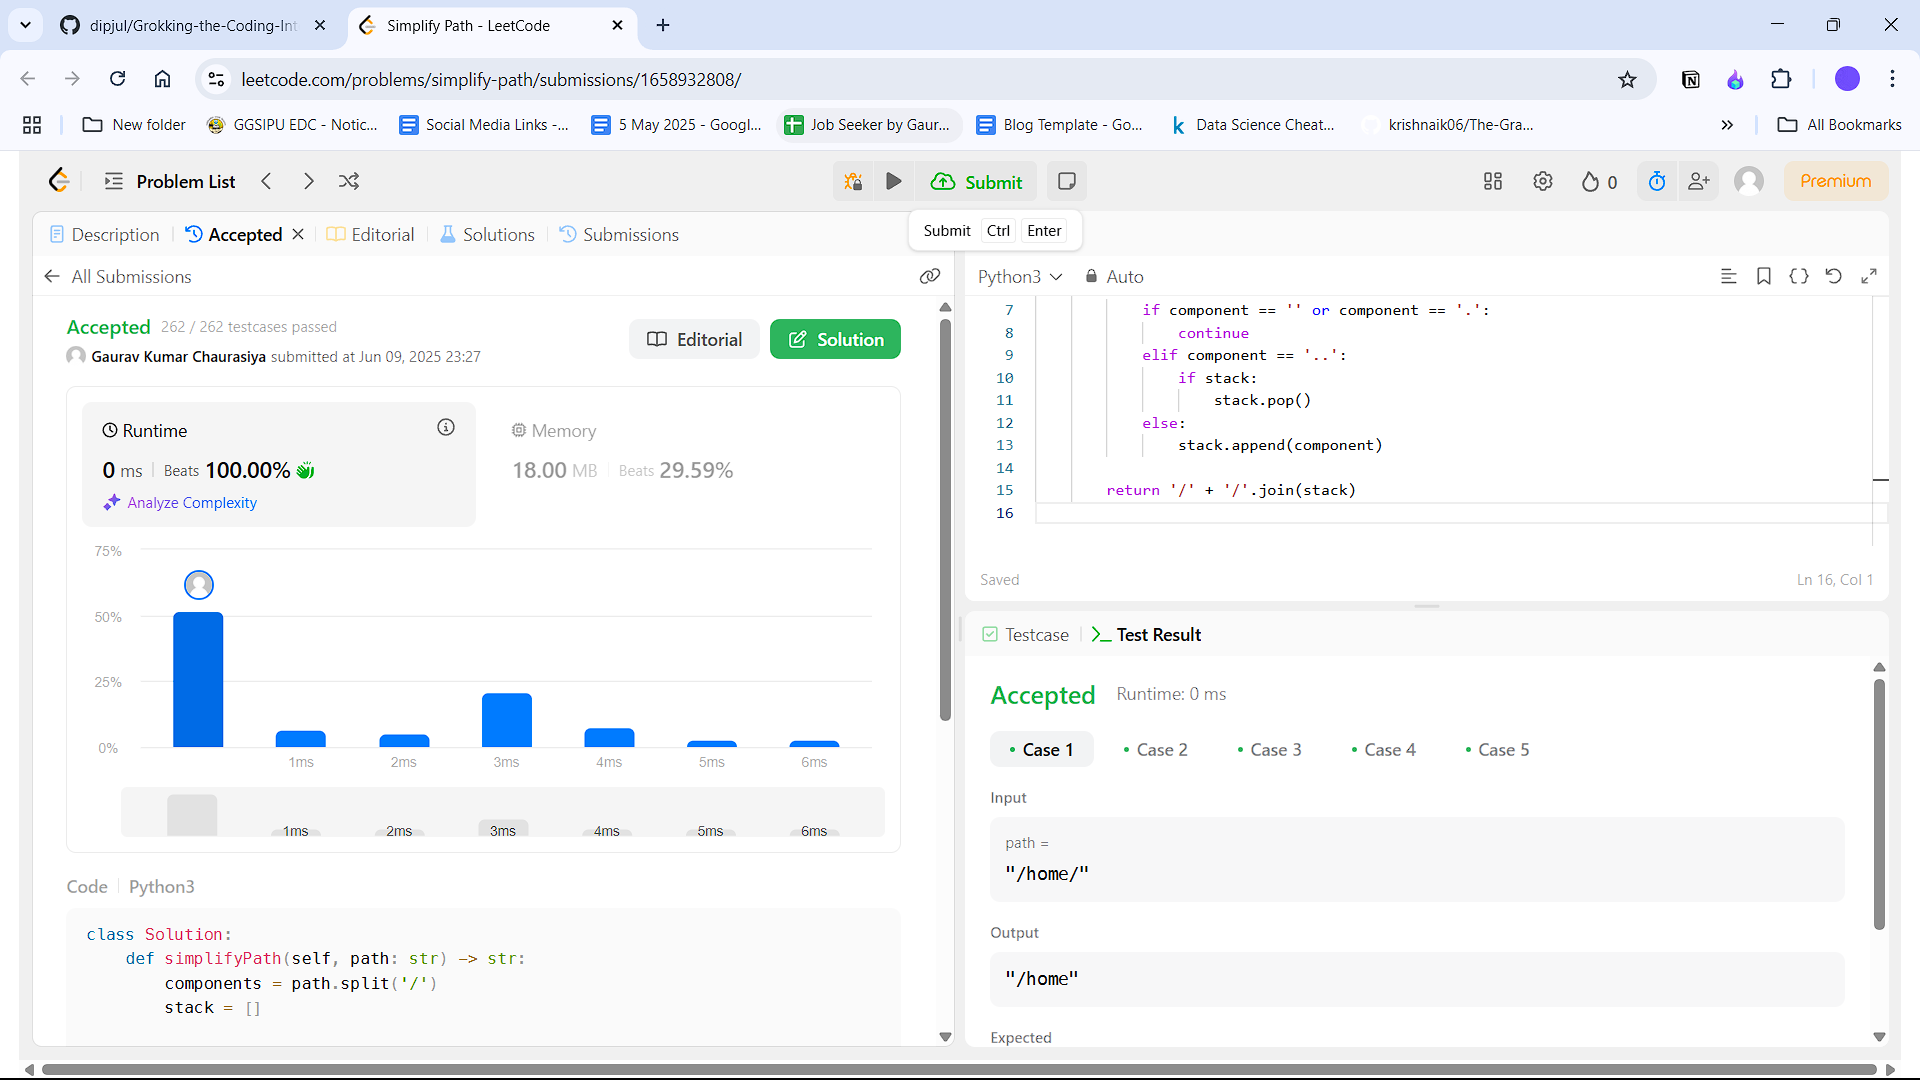 dipjul/Grokking-the-Coding-Int
Simplify Path - LeetCode
leetcode.com/problems/simplify-path/submissions/1658932808/
New folder
GGSIPU EDC - Notic...
Social Media Links -...
5 May 2025 - Googl...
Job Seeker by Gaur...
Blog Template - Go...
Data Science Cheat...
krishnaik06/The-Gra...
All Bookmarks
Problem List
Submit
0
Premium
Description
Accepted
Editorial
Solutions
Submissions
Submit Ctrl Enter
All Submissions
Accepted 262 / 262 testcases passed
Gaurav Kumar Chaurasiya submitted at Jun 09, 2025 23:27
Editorial
Solution
Runtime
0 ms Beats 100.00%
Analyze Complexity
Memory
18.00 MB Beats 29.59%
75%
50%
25%
0%
1ms 2ms 3ms 4ms 5ms 6ms
1ms 2ms 3ms 4ms 5ms 6ms
Code Python3
class Solution:
    def simplifyPath(self, path: str) -> str:
        components = path.split('/')
        stack = []
Python3 Auto
7 if component == '' or component == '.':
8 continue
9 elif component == '..':
10 if stack:
11 stack.pop()
12 else:
13 stack.append(component)
14
15 return '/' + '/'.join(stack)
16
Saved
Ln 16, Col 1
Testcase
Test Result
Accepted Runtime: 0 ms
Case 1 Case 2 Case 3 Case 4 Case 5
Input
path =
"/home/"
Output
"/home"
Expected